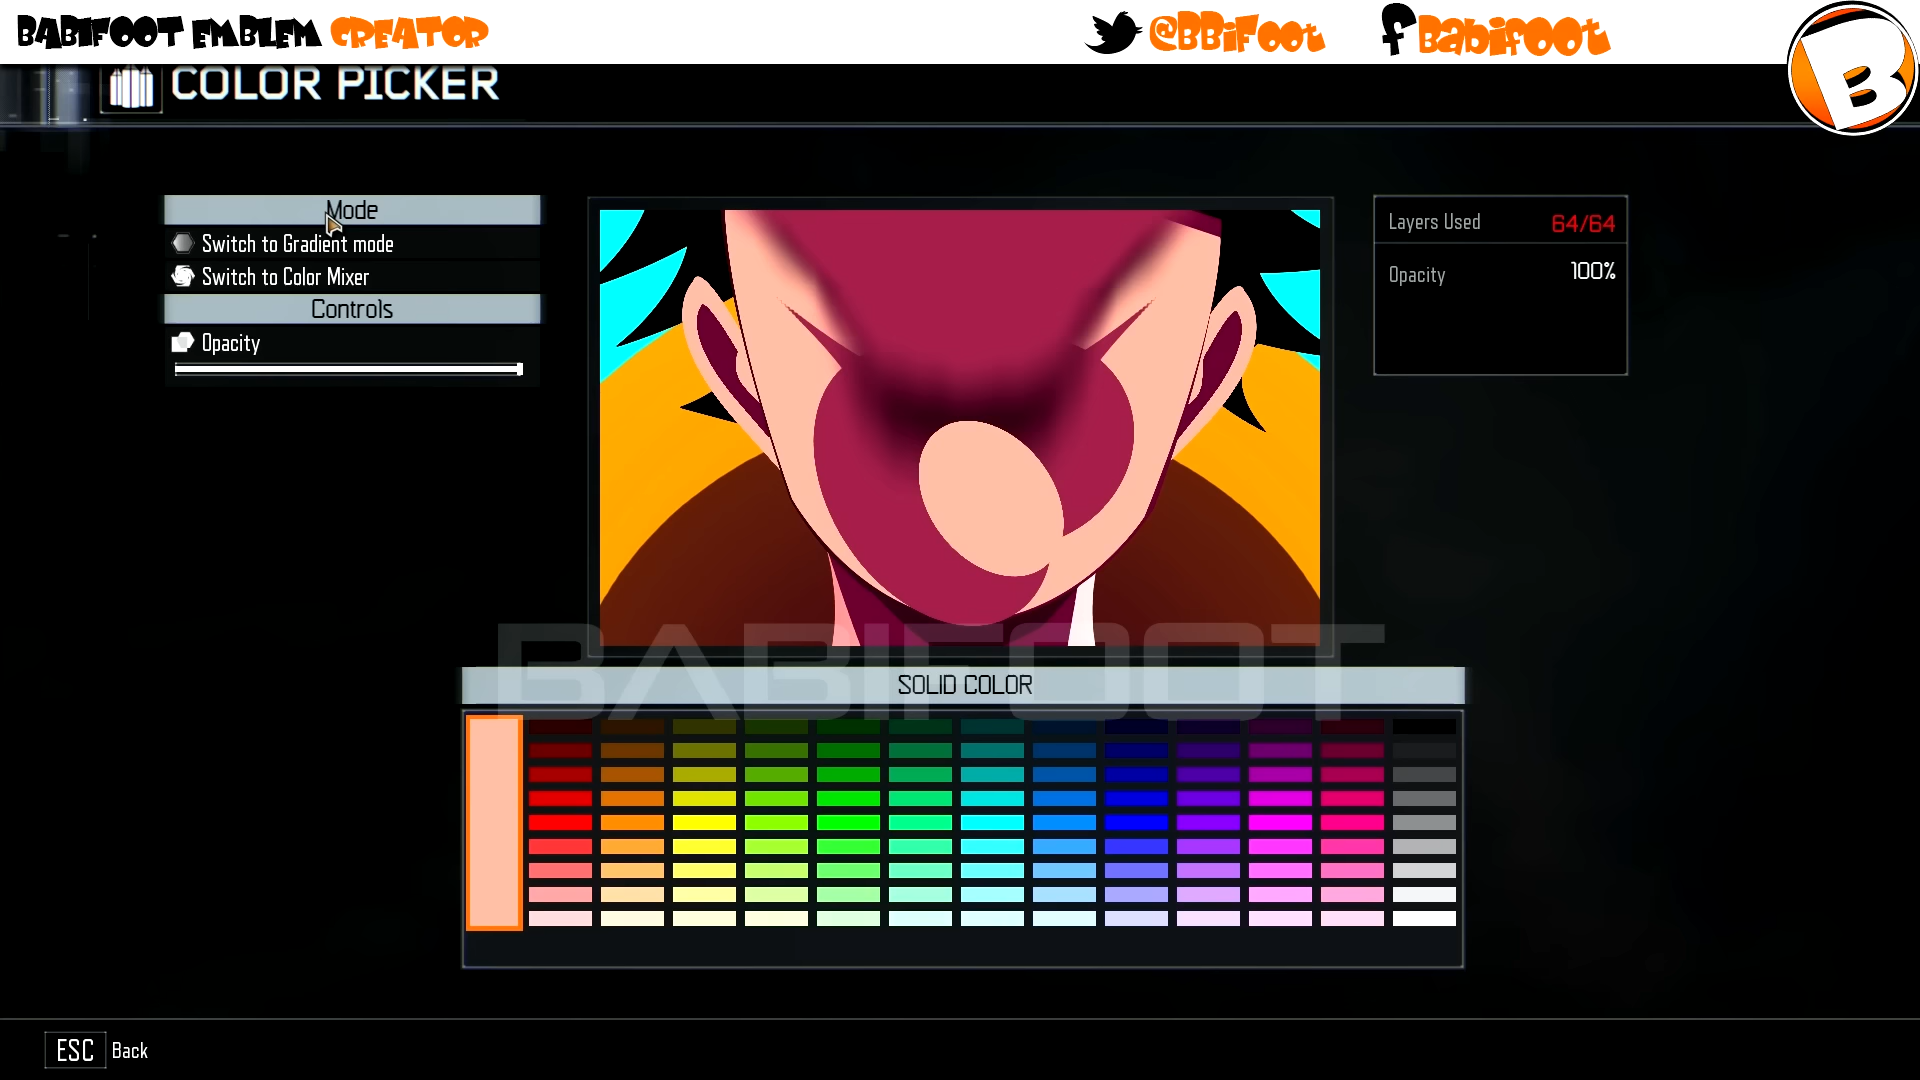 BABIFOOT EMBLEM CREATOR
@BBiFoot
Babifoot
B
COLOR PICKER
Mode
Switch to Gradient mode
Switch to Color Mixer
Controls
Opacity
Layers Used 64/64
Opacity 100%
BABIFOOT
SOLID COLOR
ESC Back